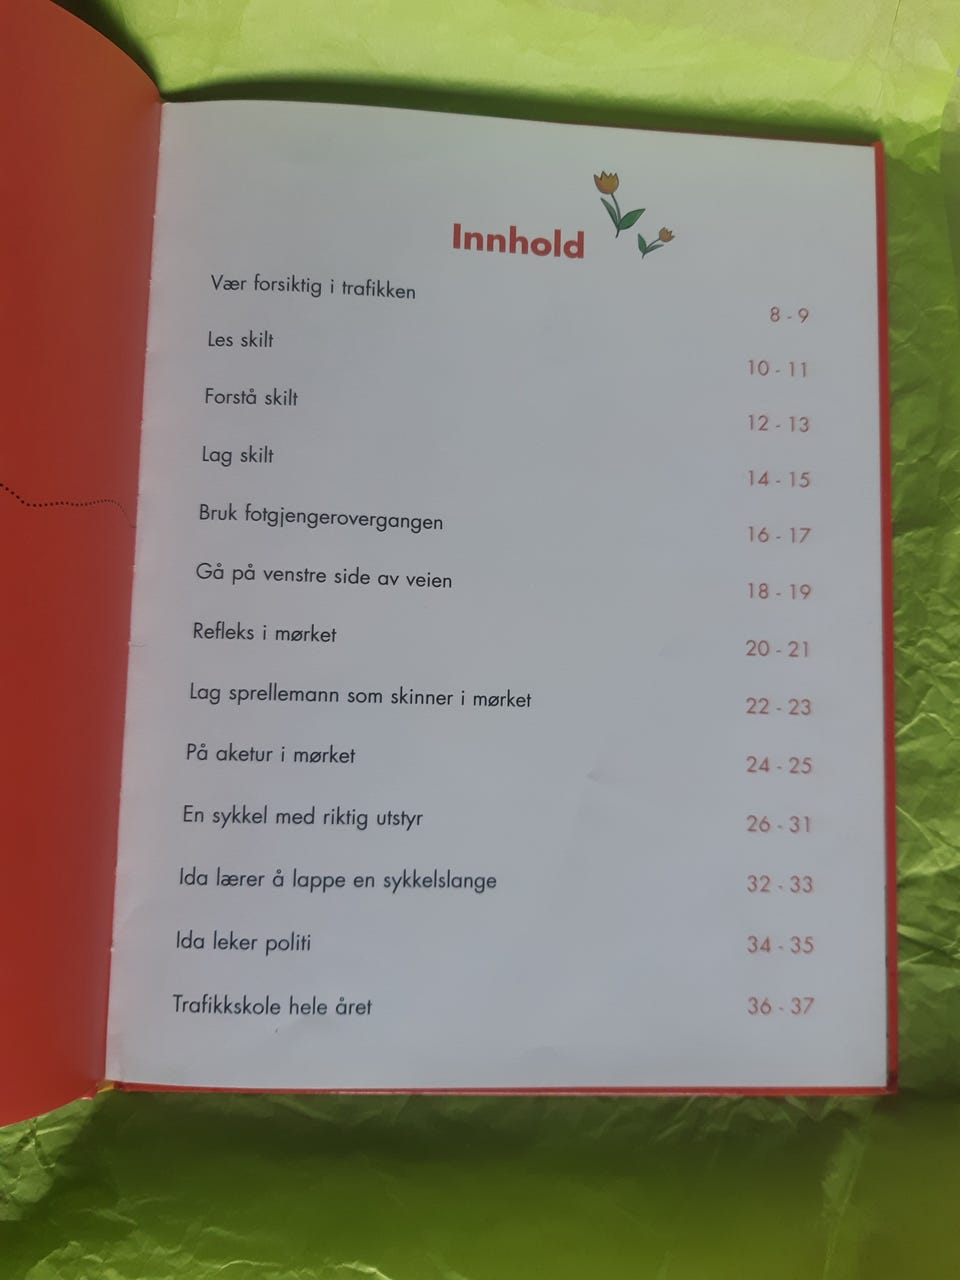 Innhold
Vær forsiktig i trafikken 8 - 9
Les skilt 10 - 11
Forstå skilt 12 - 13
Lag skilt 14 - 15
Bruk fotgjengerovergangen 16 - 17
Gå på venstre side av veien 18 - 19
Refleks i mørket 20 - 21
Lag sprellemann som skinner i mørket 22 - 23
På aketur i mørket 24 - 25
En sykkel med riktig utstyr 26 - 31
Ida lærer å lappe en sykkelslange 32 - 33
Ida leker politi 34 - 35
Trafikkskole hele året 36 - 37